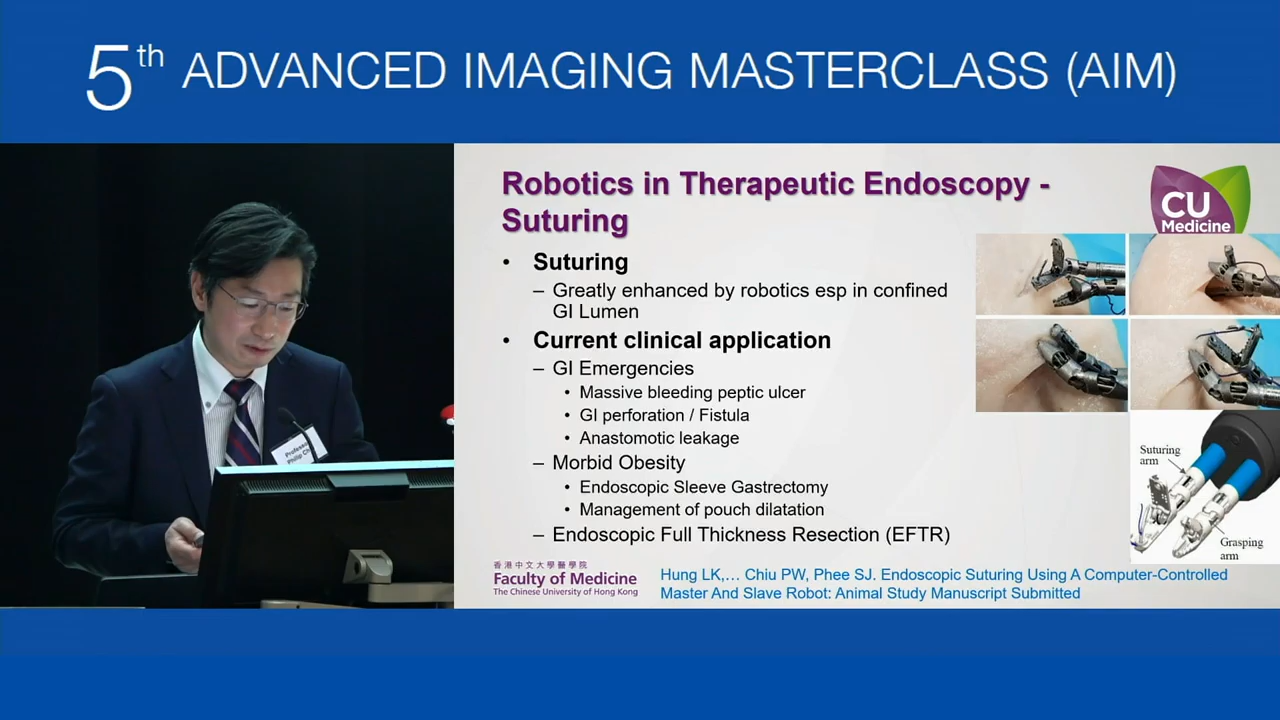 5th ADVANCED IMAGING MASTERCLASS (AIM)
Robotics in Therapeutic Endoscopy -
Suturing
CU
Medicine
• Suturing
– Greatly enhanced by robotics esp in confined
GI Lumen
• Current clinical application
– GI Emergencies
• Massive bleeding peptic ulcer
• GI perforation / Fistula
• Anastomotic leakage
– Morbid Obesity
• Endoscopic Sleeve Gastrectomy
• Management of pouch dilatation
– Endoscopic Full Thickness Resection (EFTR)
Suturing
arm
Grasping
arm
香港中文大學醫學院
Faculty of Medicine
The Chinese University of Hong Kong
Hung LK,… Chiu PW, Phee SJ. Endoscopic Suturing Using A Computer-Controlled
Master And Slave Robot: Animal Study Manuscript Submitted
Professor
Philip